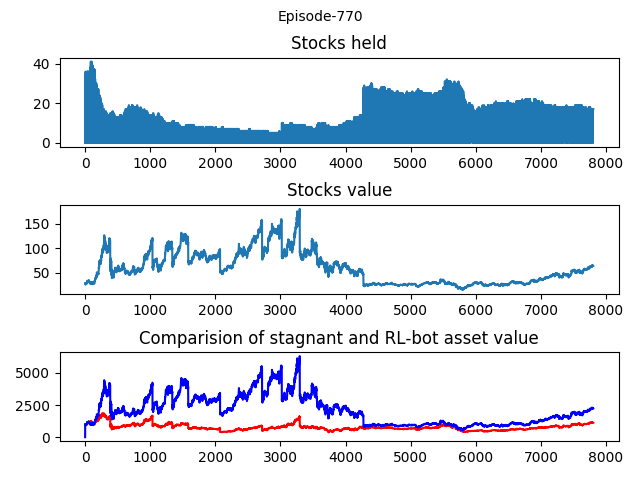 Episode-770
Stocks held
40
20
0
0 1000 2000 3000 4000 5000 6000 7000 8000
Stocks value
150
100
50
0 1000 2000 3000 4000 5000 6000 7000 8000
Comparision of stagnant and RL-bot asset value
5000
2500
0
0 1000 2000 3000 4000 5000 6000 7000 8000